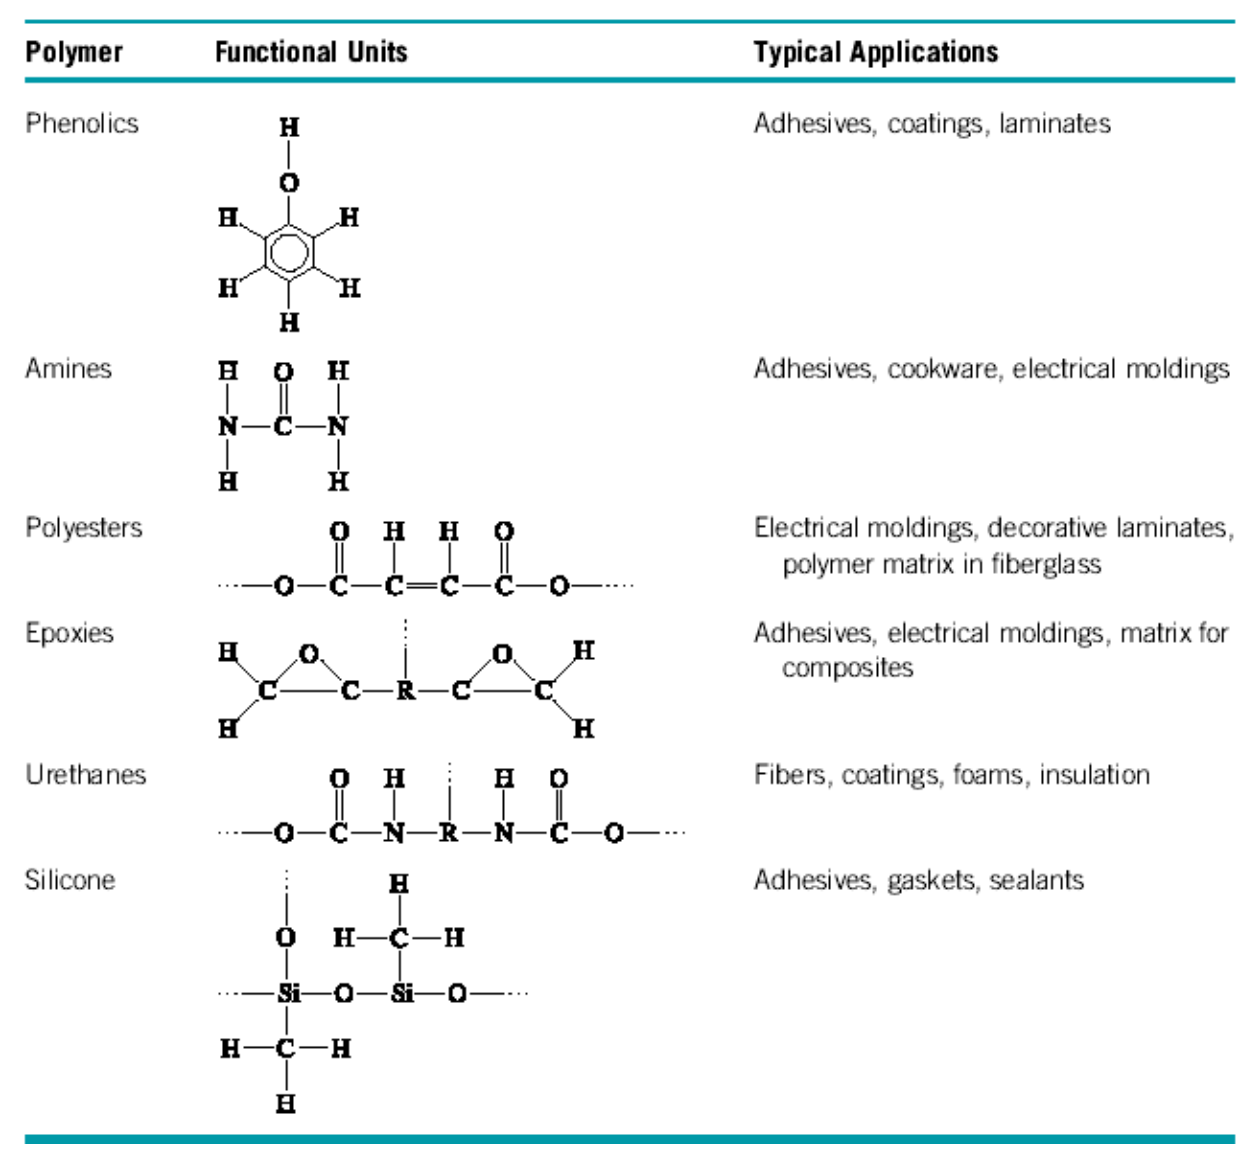 Polymer Functional Units Typical Applications
Phenolics Adhesives, coatings, laminates
H
O
H H
H H
H
Amines Adhesives, cookware, electrical moldings
H O H
N C N
H H
Polyesters Electrical moldings, decorative laminates,
polymer matrix in fiberglass
O H H O
O C C C C O
Epoxies Adhesives, electrical moldings, matrix for
composites
H O O H
C C R C C
H H
Urethanes Fibers, coatings, foams, insulation
O H H O
O C N R N C O
Silicone Adhesives, gaskets, sealants
H
O H C H
Si O Si O
H C H
H